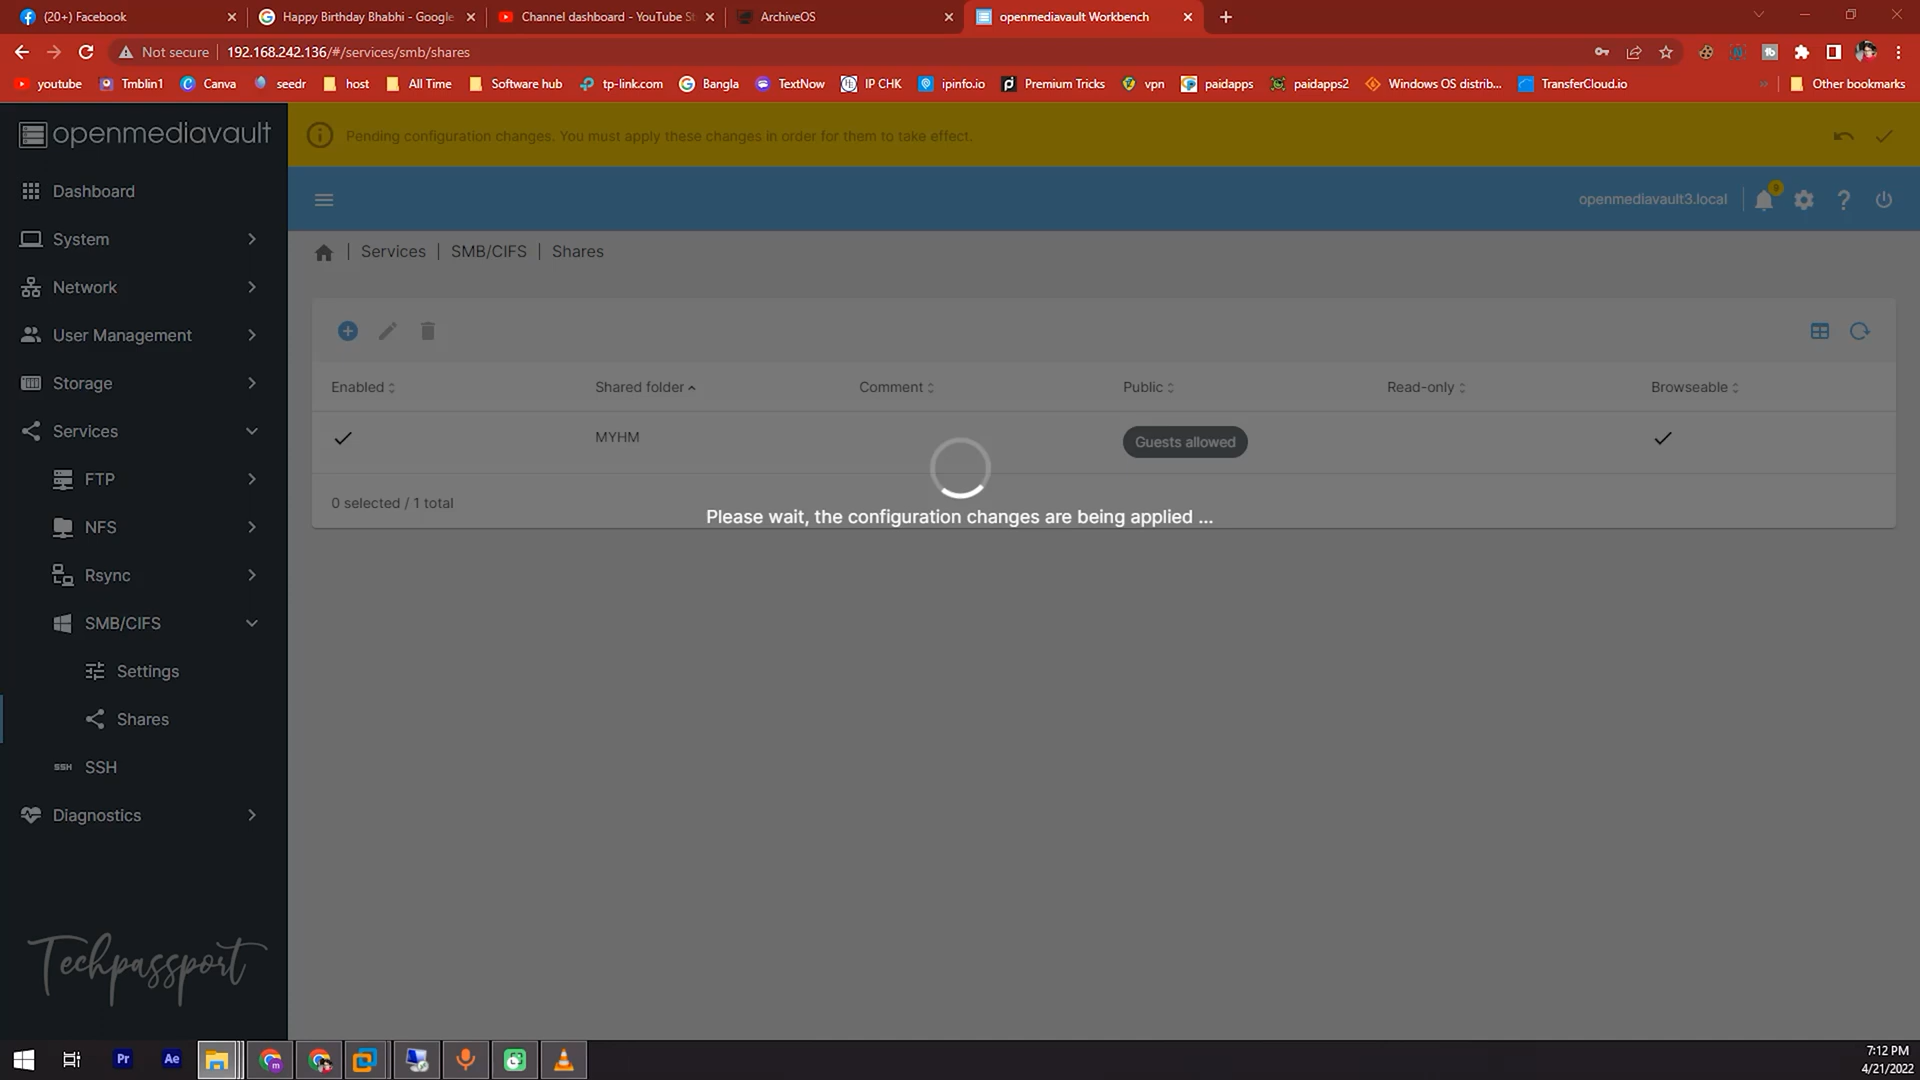 (20+) Facebook
Happy Birthday Bhabhi - Google
Channel dashboard - YouTube St
ArchiveOS
openmediavault Workbench
Not secure
192.168.242.136/#/services/smb/shares
youtube
Tmblin1
Canva
seedr
host
All Time
Software hub
tp-link.com
Bangla
TextNow
IP CHK
ipinfo.io
Premium Tricks
vpn
paidapps
paidapps2
Windows OS distrib...
TransferCloud.io
»
Other bookmarks
openmediavault
Pending configuration changes. You must apply these changes in order for them to take effect.
openmediavault3.local
9
Dashboard
System
Network
User Management
Storage
Services
FTP
NFS
Rsync
SMB/CIFS
Settings
Shares
SSH SSH
Diagnostics
Services | SMB/CIFS | Shares
Enabled
Shared folder
Comment
Public
Read-only
Browseable
MYHM
Guests allowed
0 selected / 1 total
Please wait, the configuration changes are being applied ...
Techpassport
Pr
Ae
7:12 PM
4/21/2022